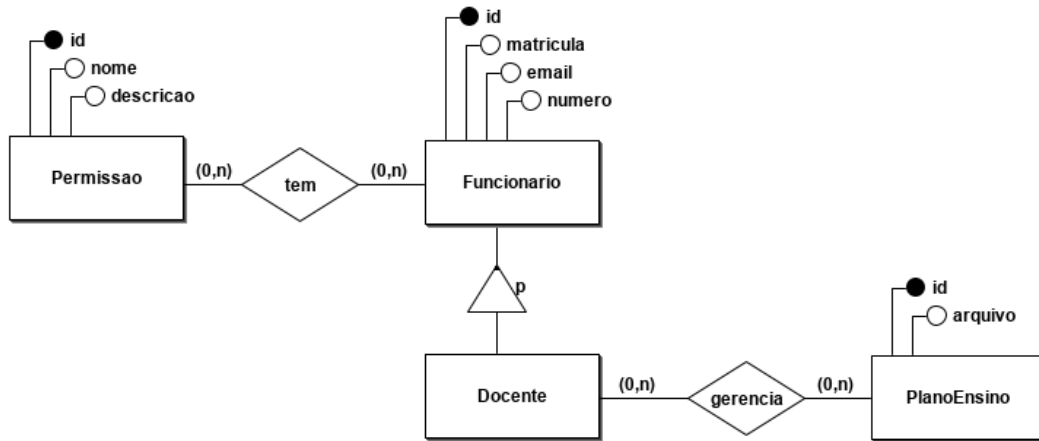 id
nome
descricao
Permissao
(0,n)
tem
(0,n)
id
matricula
email
numero
Funcionario
p
Docente
(0,n)
gerencia
(0,n)
id
arquivo
PlanoEnsino